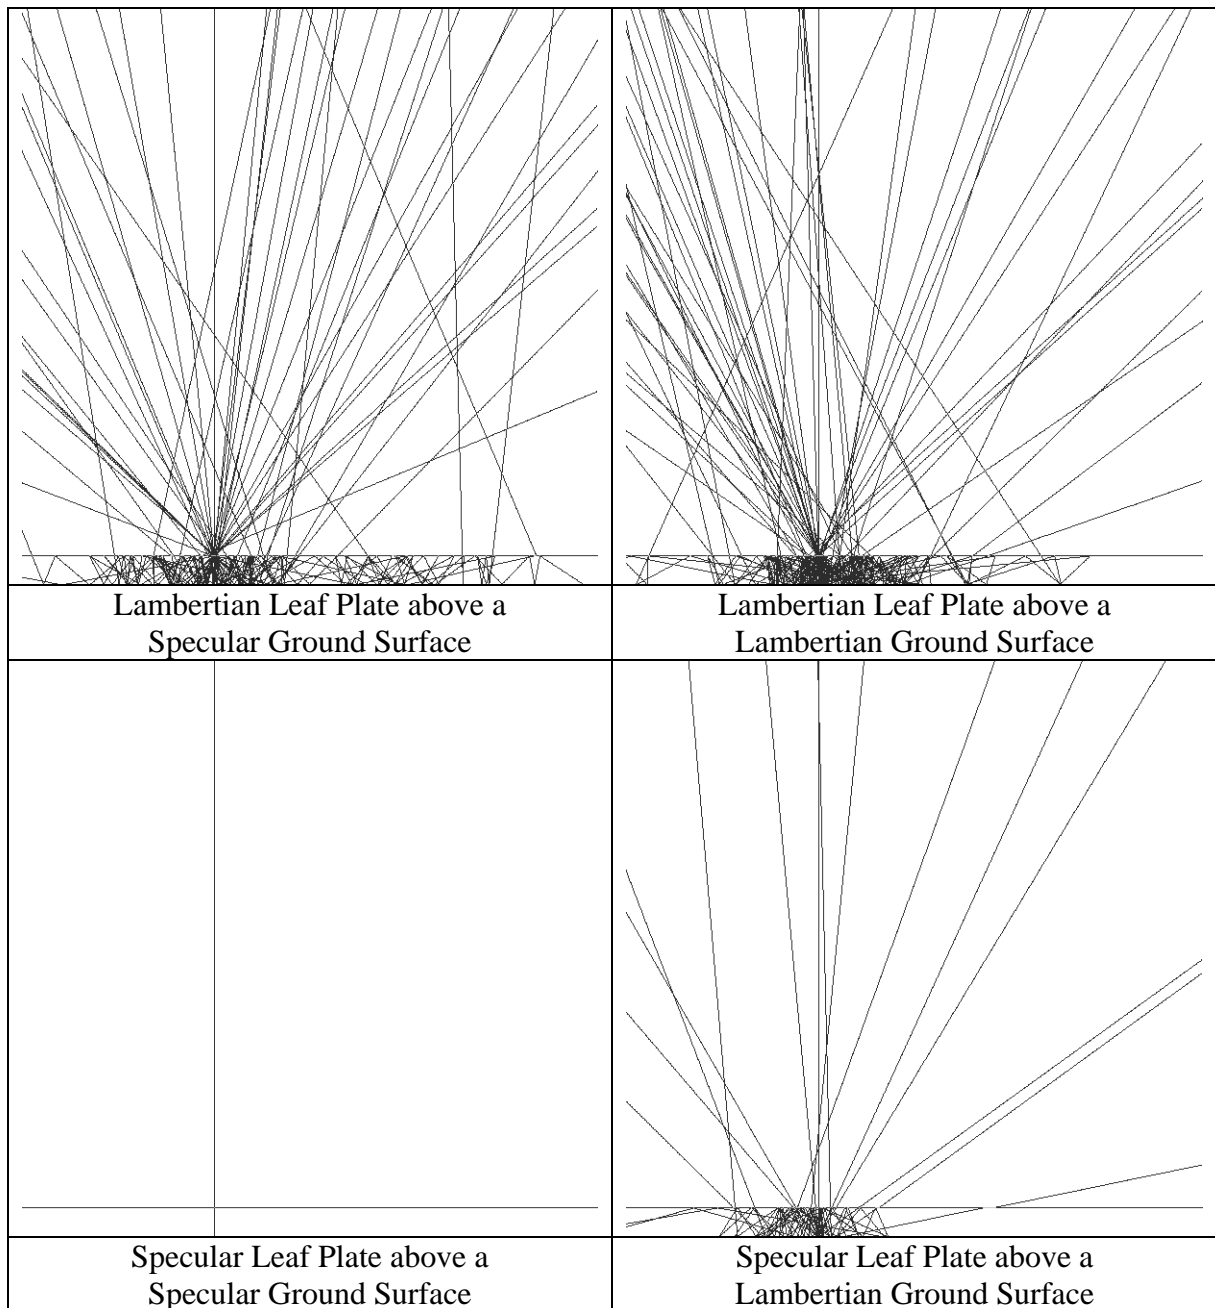 Lambertian Leaf Plate above a
Specular Ground Surface
Lambertian Leaf Plate above a
Lambertian Ground Surface
Specular Leaf Plate above a
Specular Ground Surface
Specular Leaf Plate above a
Lambertian Ground Surface